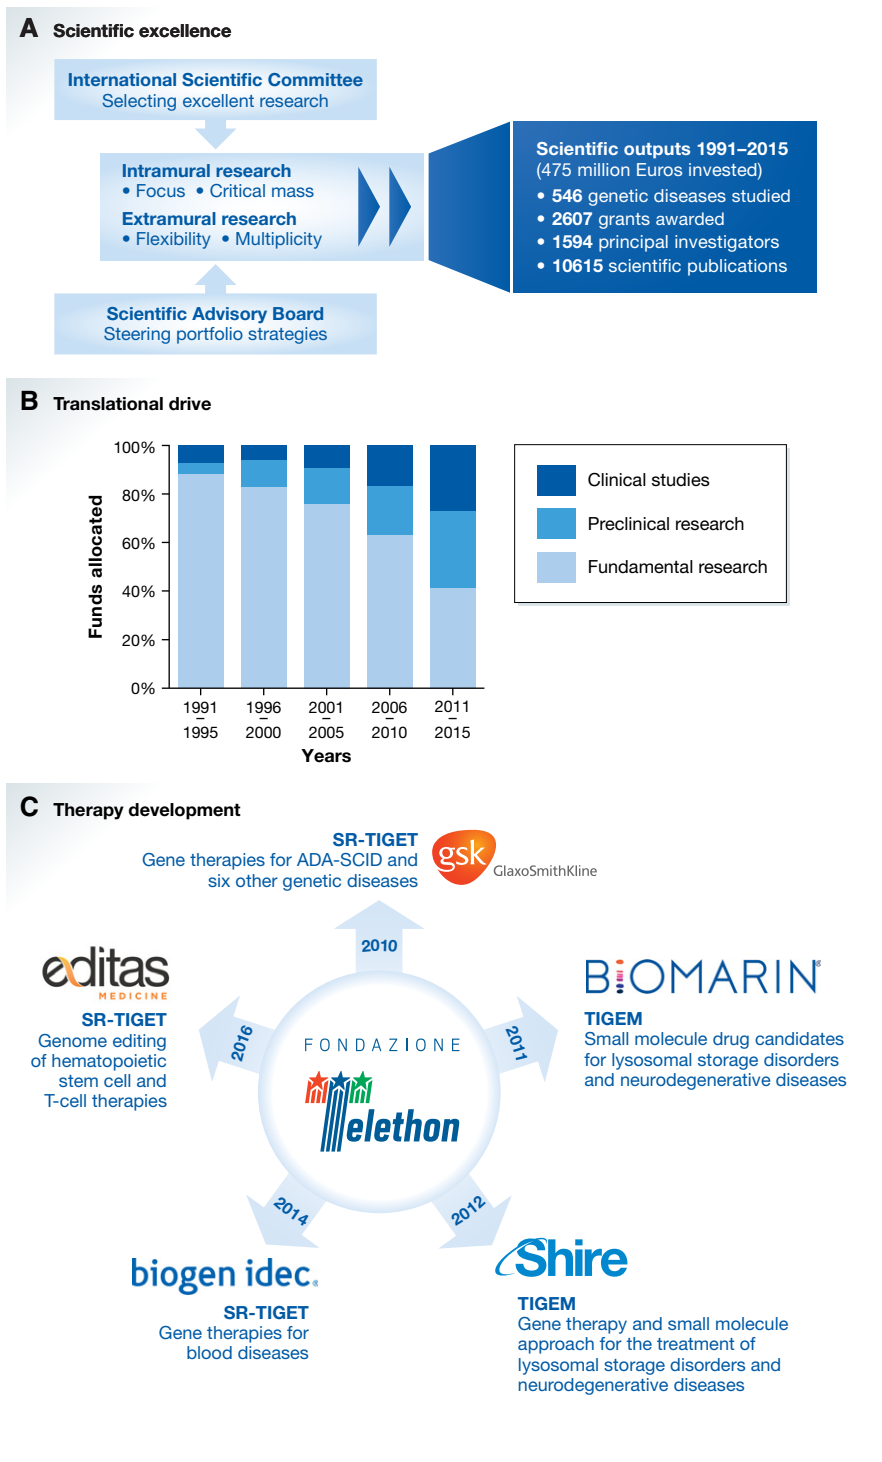 A Scientific excellence
International Scientific Committee
Selecting excellent research
Intramural research
• Focus • Critical mass
Extramural research
• Flexibility • Multiplicity
Scientific Advisory Board
Steering portfolio strategies
Scientific outputs 1991–2015
(475 million Euros invested)
• 546 genetic diseases studied
• 2607 grants awarded
• 1594 principal investigators
• 10615 scientific publications
B Translational drive
Funds allocated
100%
80%
60%
40%
20%
0%
1991
–
1995
1996
–
2000
2001
–
2005
2006
–
2010
2011
–
2015
Years
Clinical studies
Preclinical research
Fundamental research
C Therapy development
SR-TIGET
Gene therapies for ADA-SCID and
six other genetic diseases
gsk
GlaxoSmithKline
2010
editas
MEDICINE
SR-TIGET
Genome editing
of hematopoietic
stem cell and
T-cell therapies
2016
FONDAZIONE
Telethon
2011
BIOMARIN®
TIGEM
Small molecule drug candidates
for lysosomal storage disorders
and neurodegenerative diseases
2014
biogen idec®
SR-TIGET
Gene therapies for
blood diseases
2012
Shire
TIGEM
Gene therapy and small molecule
approach for the treatment of
lysosomal storage disorders and
neurodegenerative diseases